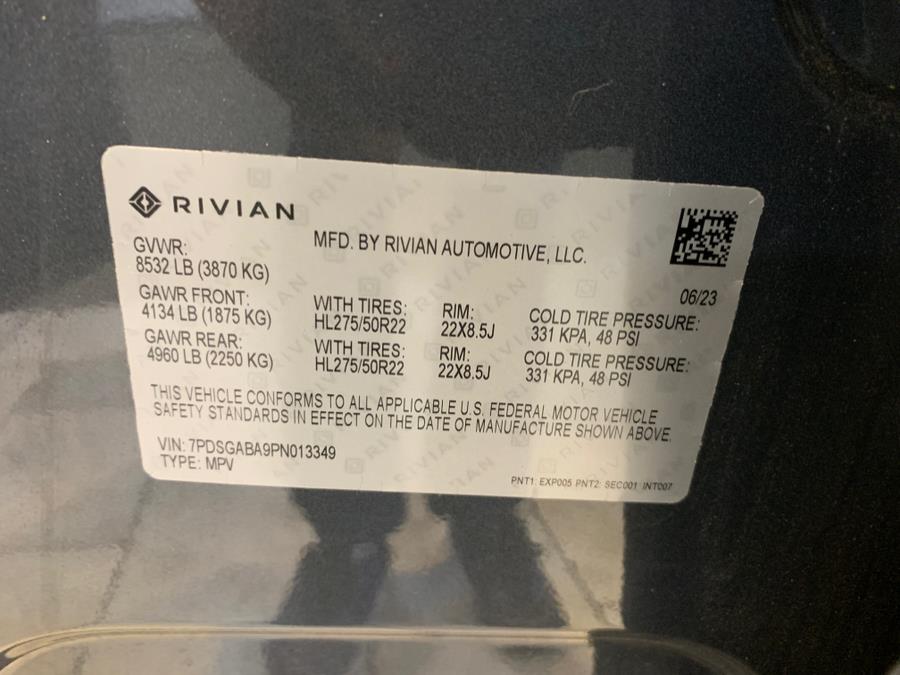 RIVIAN
MFD. BY RIVIAN AUTOMOTIVE, LLC.
GVWR:
8532 LB (3870 KG)
06/23
GAWR FRONT:
4134 LB (1875 KG)
WITH TIRES:
HL275/50R22
RIM:
22X8.5J
COLD TIRE PRESSURE:
331 KPA, 48 PSI
GAWR REAR:
4960 LB (2250 KG)
WITH TIRES:
HL275/50R22
RIM:
22X8.5J
COLD TIRE PRESSURE:
331 KPA, 48 PSI
THIS VEHICLE CONFORMS TO ALL APPLICABLE U.S. FEDERAL MOTOR VEHICLE
SAFETY STANDARDS IN EFFECT ON THE DATE OF MANUFACTURE SHOWN ABOVE.
VIN: 7PDSGABA9PN013349
TYPE: MPV
PNT1: EXP005 PNT2: SEC001 INT007